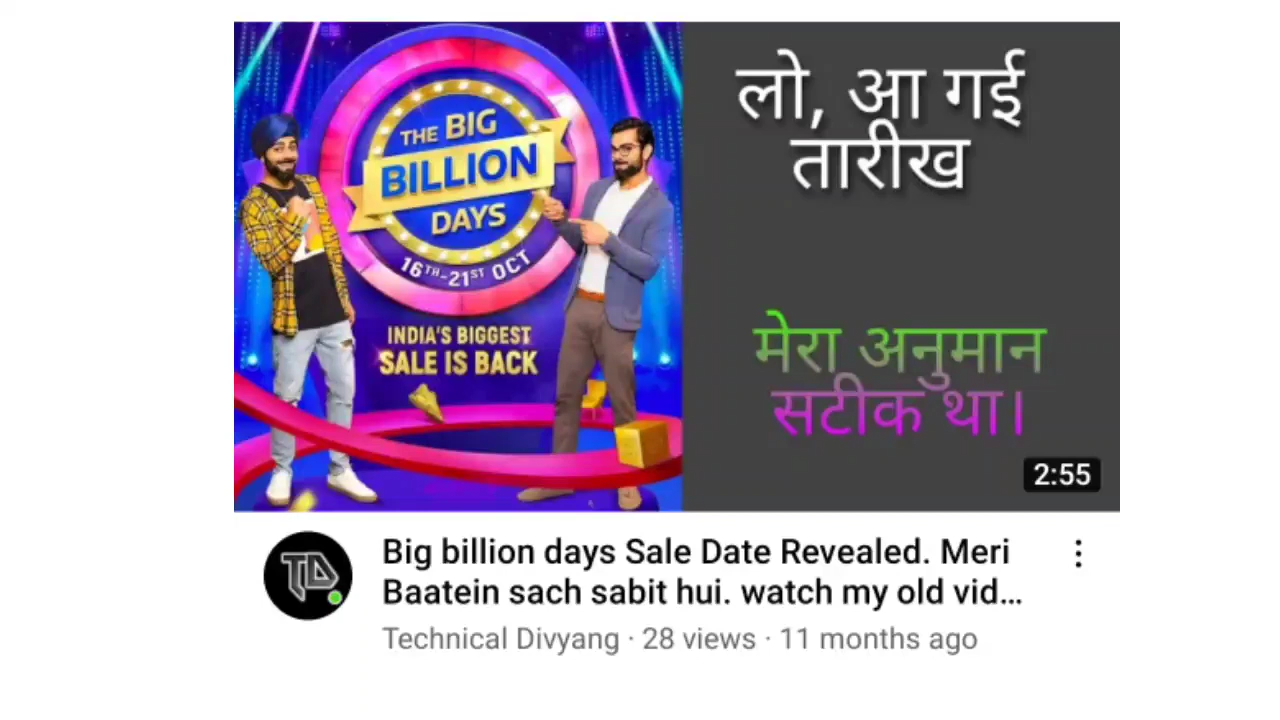 THE BIG
BILLION
DAYS
16TH-21ST OCT
INDIA'S BIGGEST
SALE IS BACK
लो, आ गई
तारीख
मेरा अनुमान
सटीक था।
2:55
TD
Big billion days Sale Date Revealed. Meri
Baatein sach sabit hui. watch my old vid...
Technical Divyang · 28 views · 11 months ago